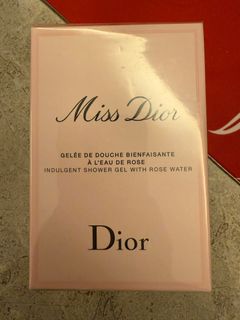 Miss Dior
GELÉE DE DOUCHE BIENFAISANTE
À L'EAU DE ROSE
INDULGENT SHOWER GEL WITH ROSE WATER
Dior